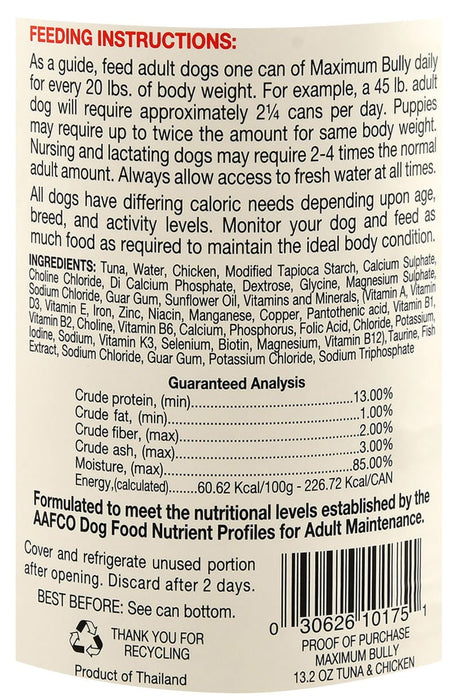 FEEDING INSTRUCTIONS:
As a guide, feed adult dogs one can of Maximum Bully daily
for every 20 lbs. of body weight. For example, a 45 lb. adult
dog will require approximately 2¼ cans per day. Puppies
may require up to twice the amount for same body weight.
Nursing and lactating dogs may require 2-4 times the normal
adult amount. Always allow access to fresh water at all times.
All dogs have differing caloric needs depending upon age,
breed, and activity levels. Monitor your dog and feed as
much food as required to maintain the ideal body condition.
INGREDIENTS: Tuna, Water, Chicken, Modified Tapioca Starch, Calcium Sulphate,
Choline Chloride, Di Calcium Phosphate, Dextrose, Glycine, Magnesium Sulphate,
Sodium Chloride, Guar Gum, Sunflower Oil, Vitamins and Minerals, (Vitamin A, Vitamin
D3, Vitamin E, Iron, Zinc, Niacin, Manganese, Copper, Pantothenic acid, Vitamin B1,
Vitamin B2, Choline, Vitamin B6, Calcium, Phosphorus, Folic Acid, Chloride, Potassium,
Iodine, Sodium, Vitamin K3, Selenium, Biotin, Magnesium, Vitamin B12),Taurine, Fish
Extract, Sodium Chloride, Guar Gum, Potassium Chloride, Sodium Triphosphate
Guaranteed Analysis
Crude protein, (min)..............................13.00%
Crude fat, (min)......................................1.00%
Crude fiber, (max)...................................2.00%
Crude ash, (max)....................................3.00%
Moisture, (max)....................................85.00%
Energy,(calculated).......60.62 Kcal/100g - 226.72 Kcal/CAN
Formulated to meet the nutritional levels established by the
AAFCO Dog Food Nutrient Profiles for Adult Maintenance.
Cover and refrigerate unused portion
after opening. Discard after 2 days.
BEST BEFORE: See can bottom.
THANK YOU FOR
RECYCLING
Product of Thailand
0 30626 10175 1
PROOF OF PURCHASE
MAXIMUM BULLY
13.2 OZ TUNA & CHICKEN